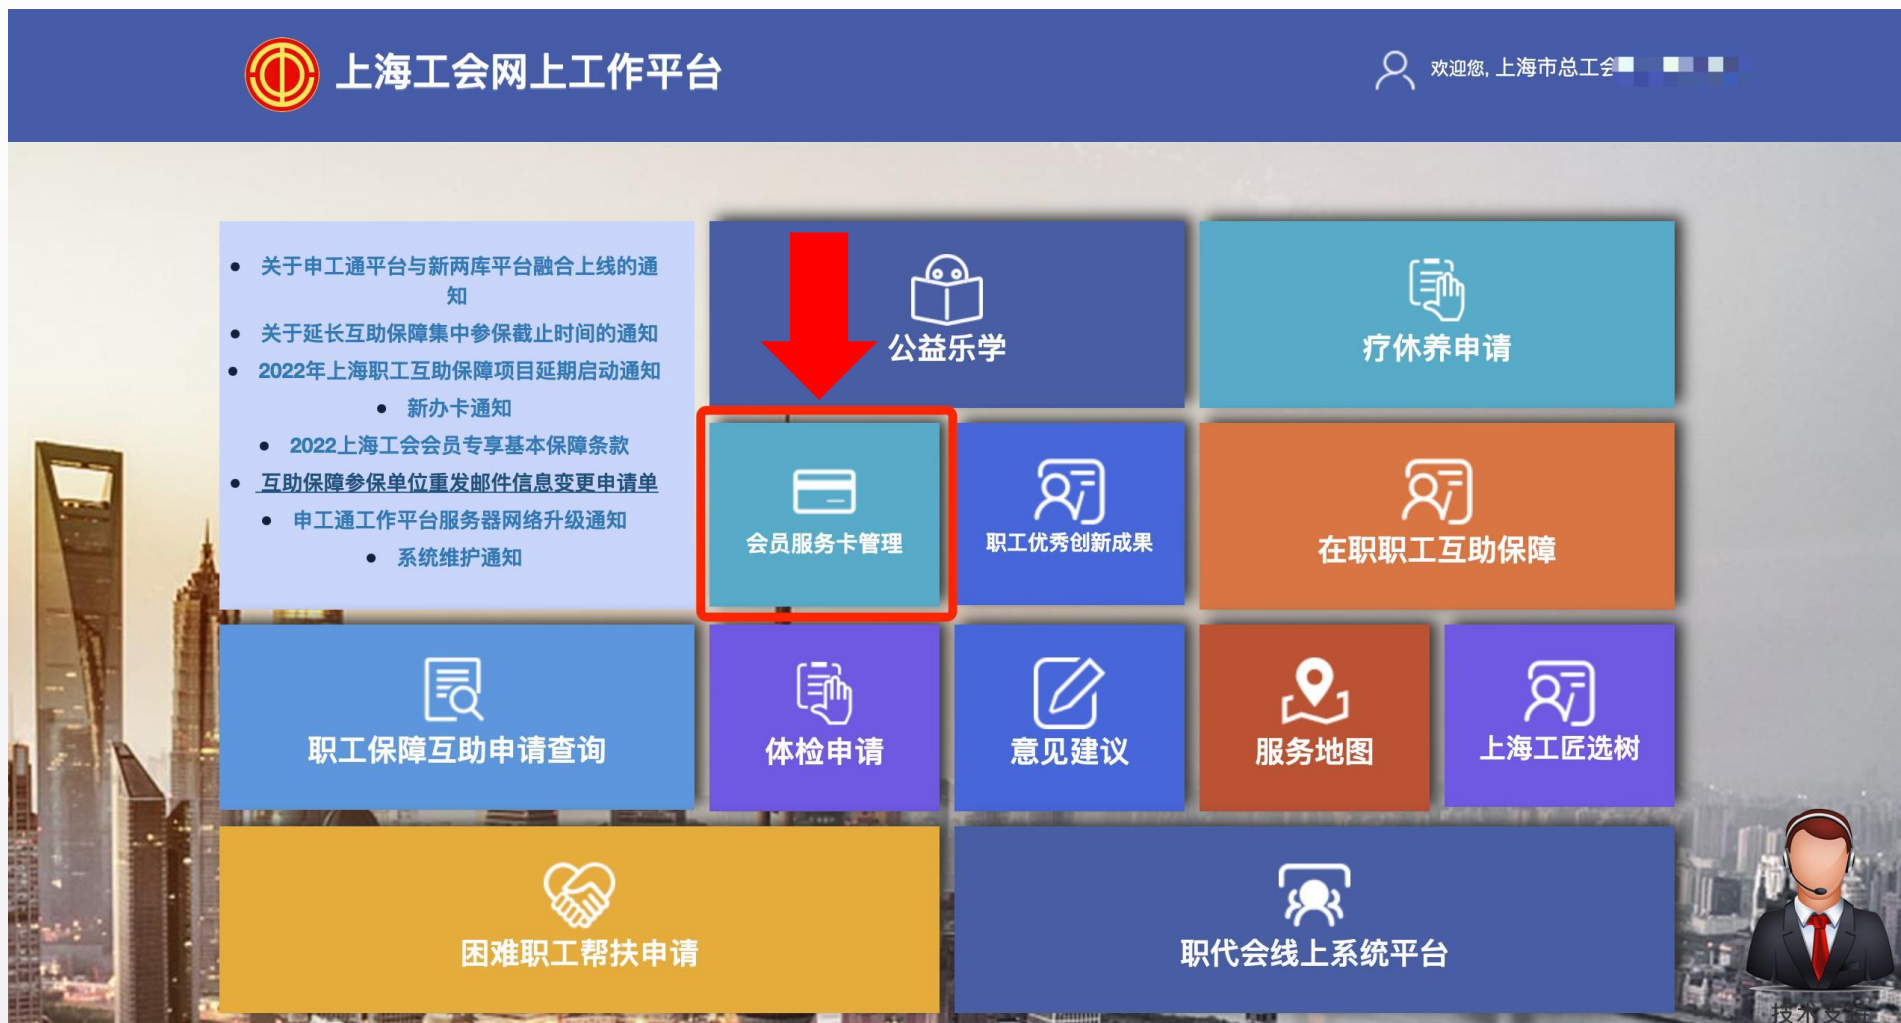 上海工会网上工作平台
欢迎您, 上海市总工会
关于申工通平台与新两库平台融合上线的通
知
关于延长互助保障集中参保截止时间的通知
2022年上海职工互助保障项目延期启动通知
新办卡通知
2022上海工会会员专享基本保障条款
互助保障参保单位重发邮件信息变更申请单
申工通工作平台服务器网络升级通知
系统维护通知
公益乐学
疗休养申请
会员服务卡管理
职工优秀创新成果
在职职工互助保障
职工保障互助申请查询
体检申请
意见建议
服务地图
上海工匠选树
困难职工帮扶申请
职代会线上系统平台
技术支持